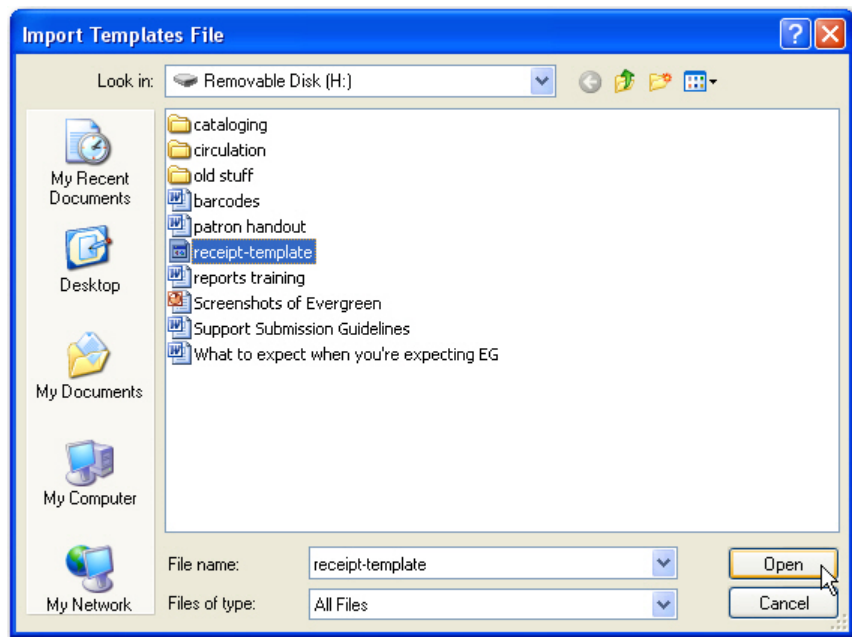 Import Templates File
Look in: Removable Disk (H:)
My Recent
Documents
Desktop
My Documents
My Computer
My Network
cataloging
circulation
old stuff
barcodes
patron handout
receipt-template
reports training
Screenshots of Evergreen
Support Submission Guidelines
What to expect when you're expecting EG
File name: receipt-template Open
Files of type: All Files Cancel